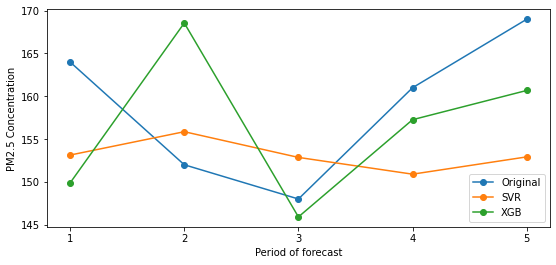 170
165
160
155
150
145
PM2.5 Concentration
1 2 3 4 5
Period of forecast
Original
SVR
XGB